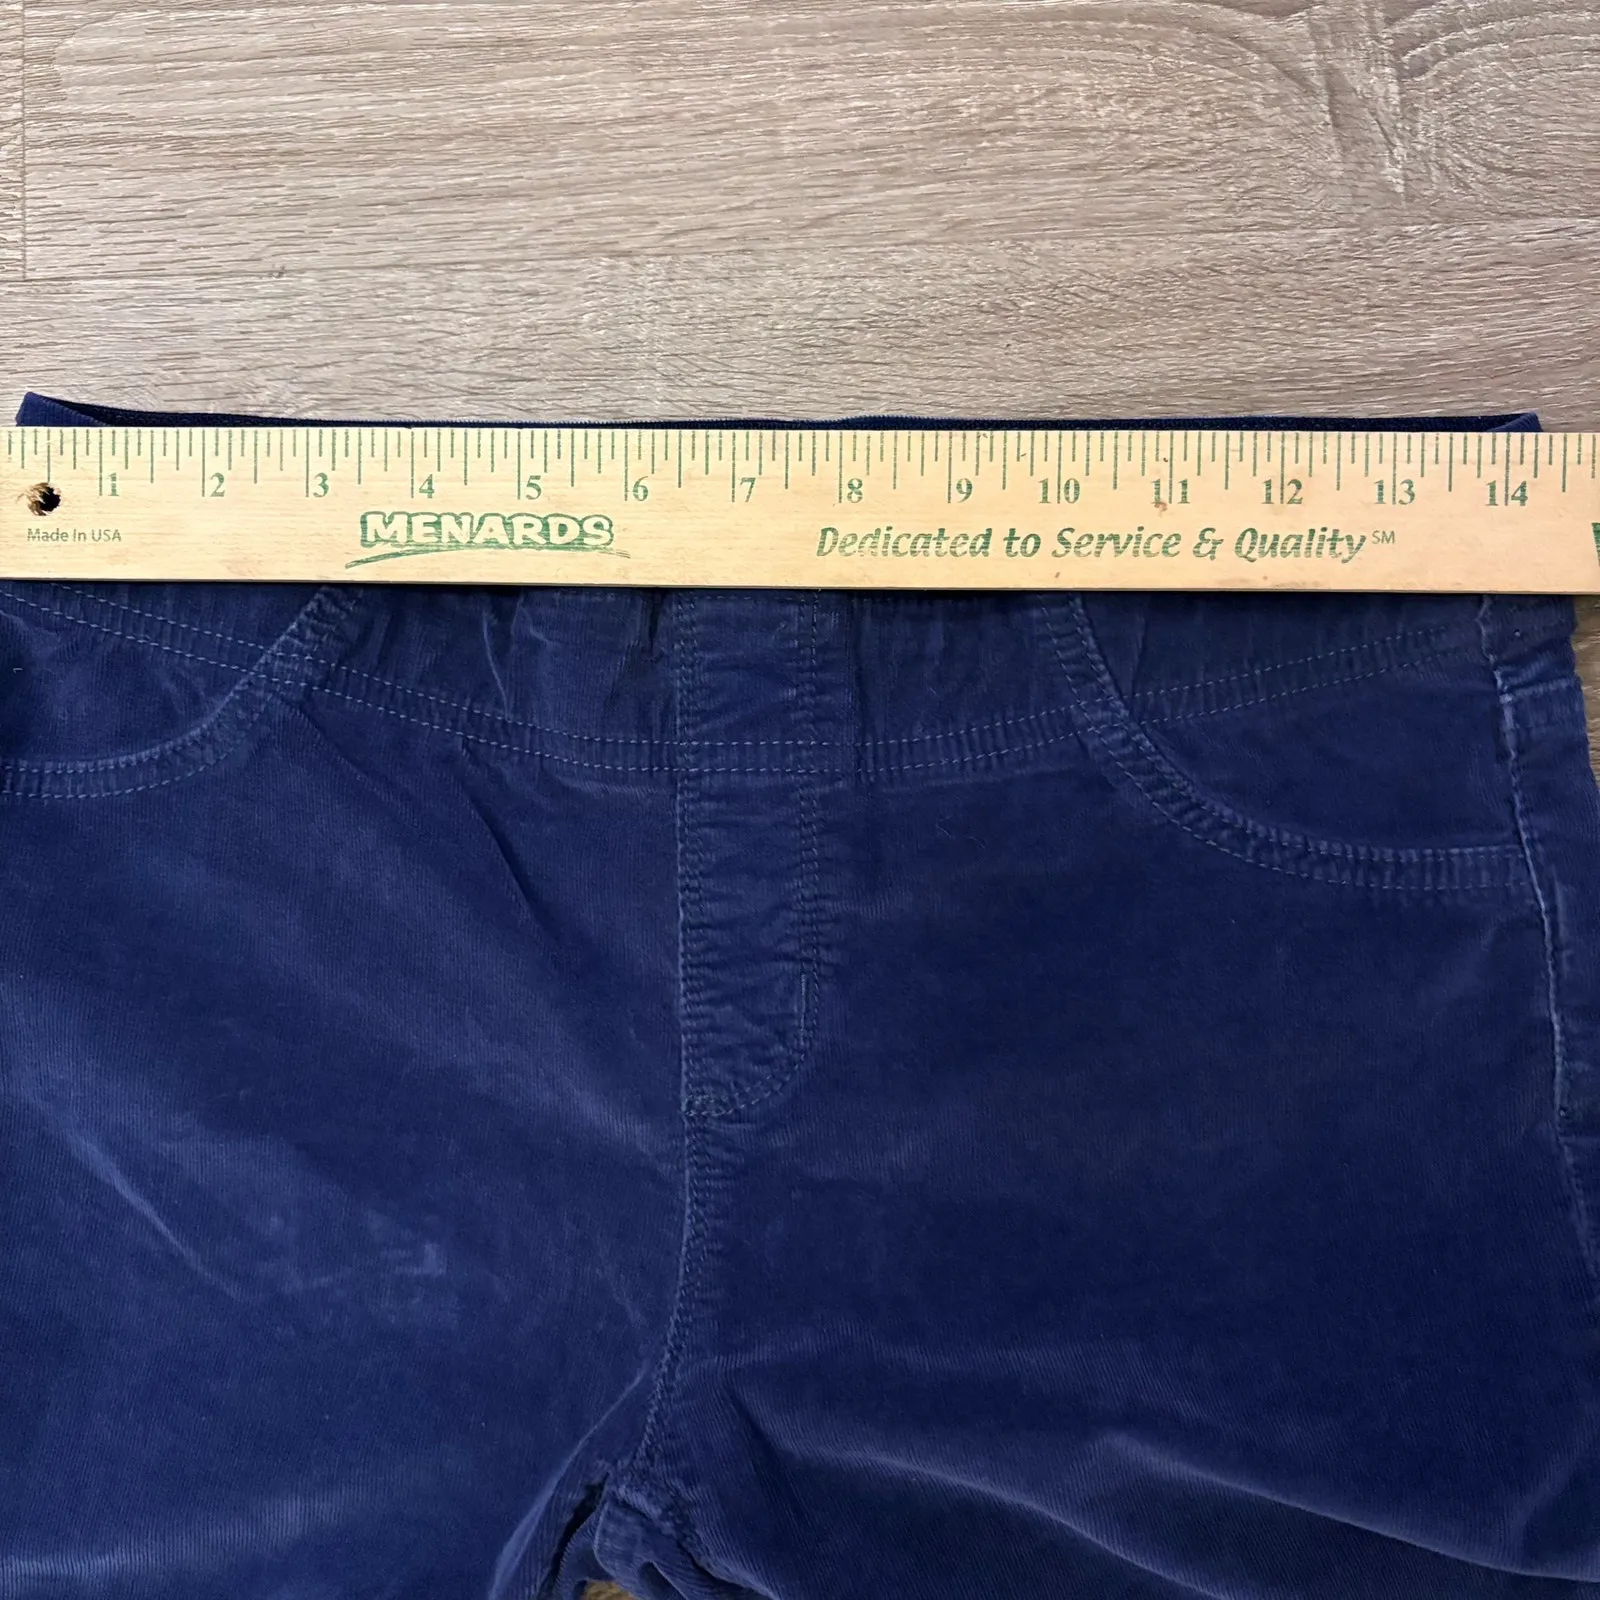 1 2 3 4 5 6 7 8 9 10 11 12 13 14
Made In USA MENARDS Dedicated to Service & Quality SM